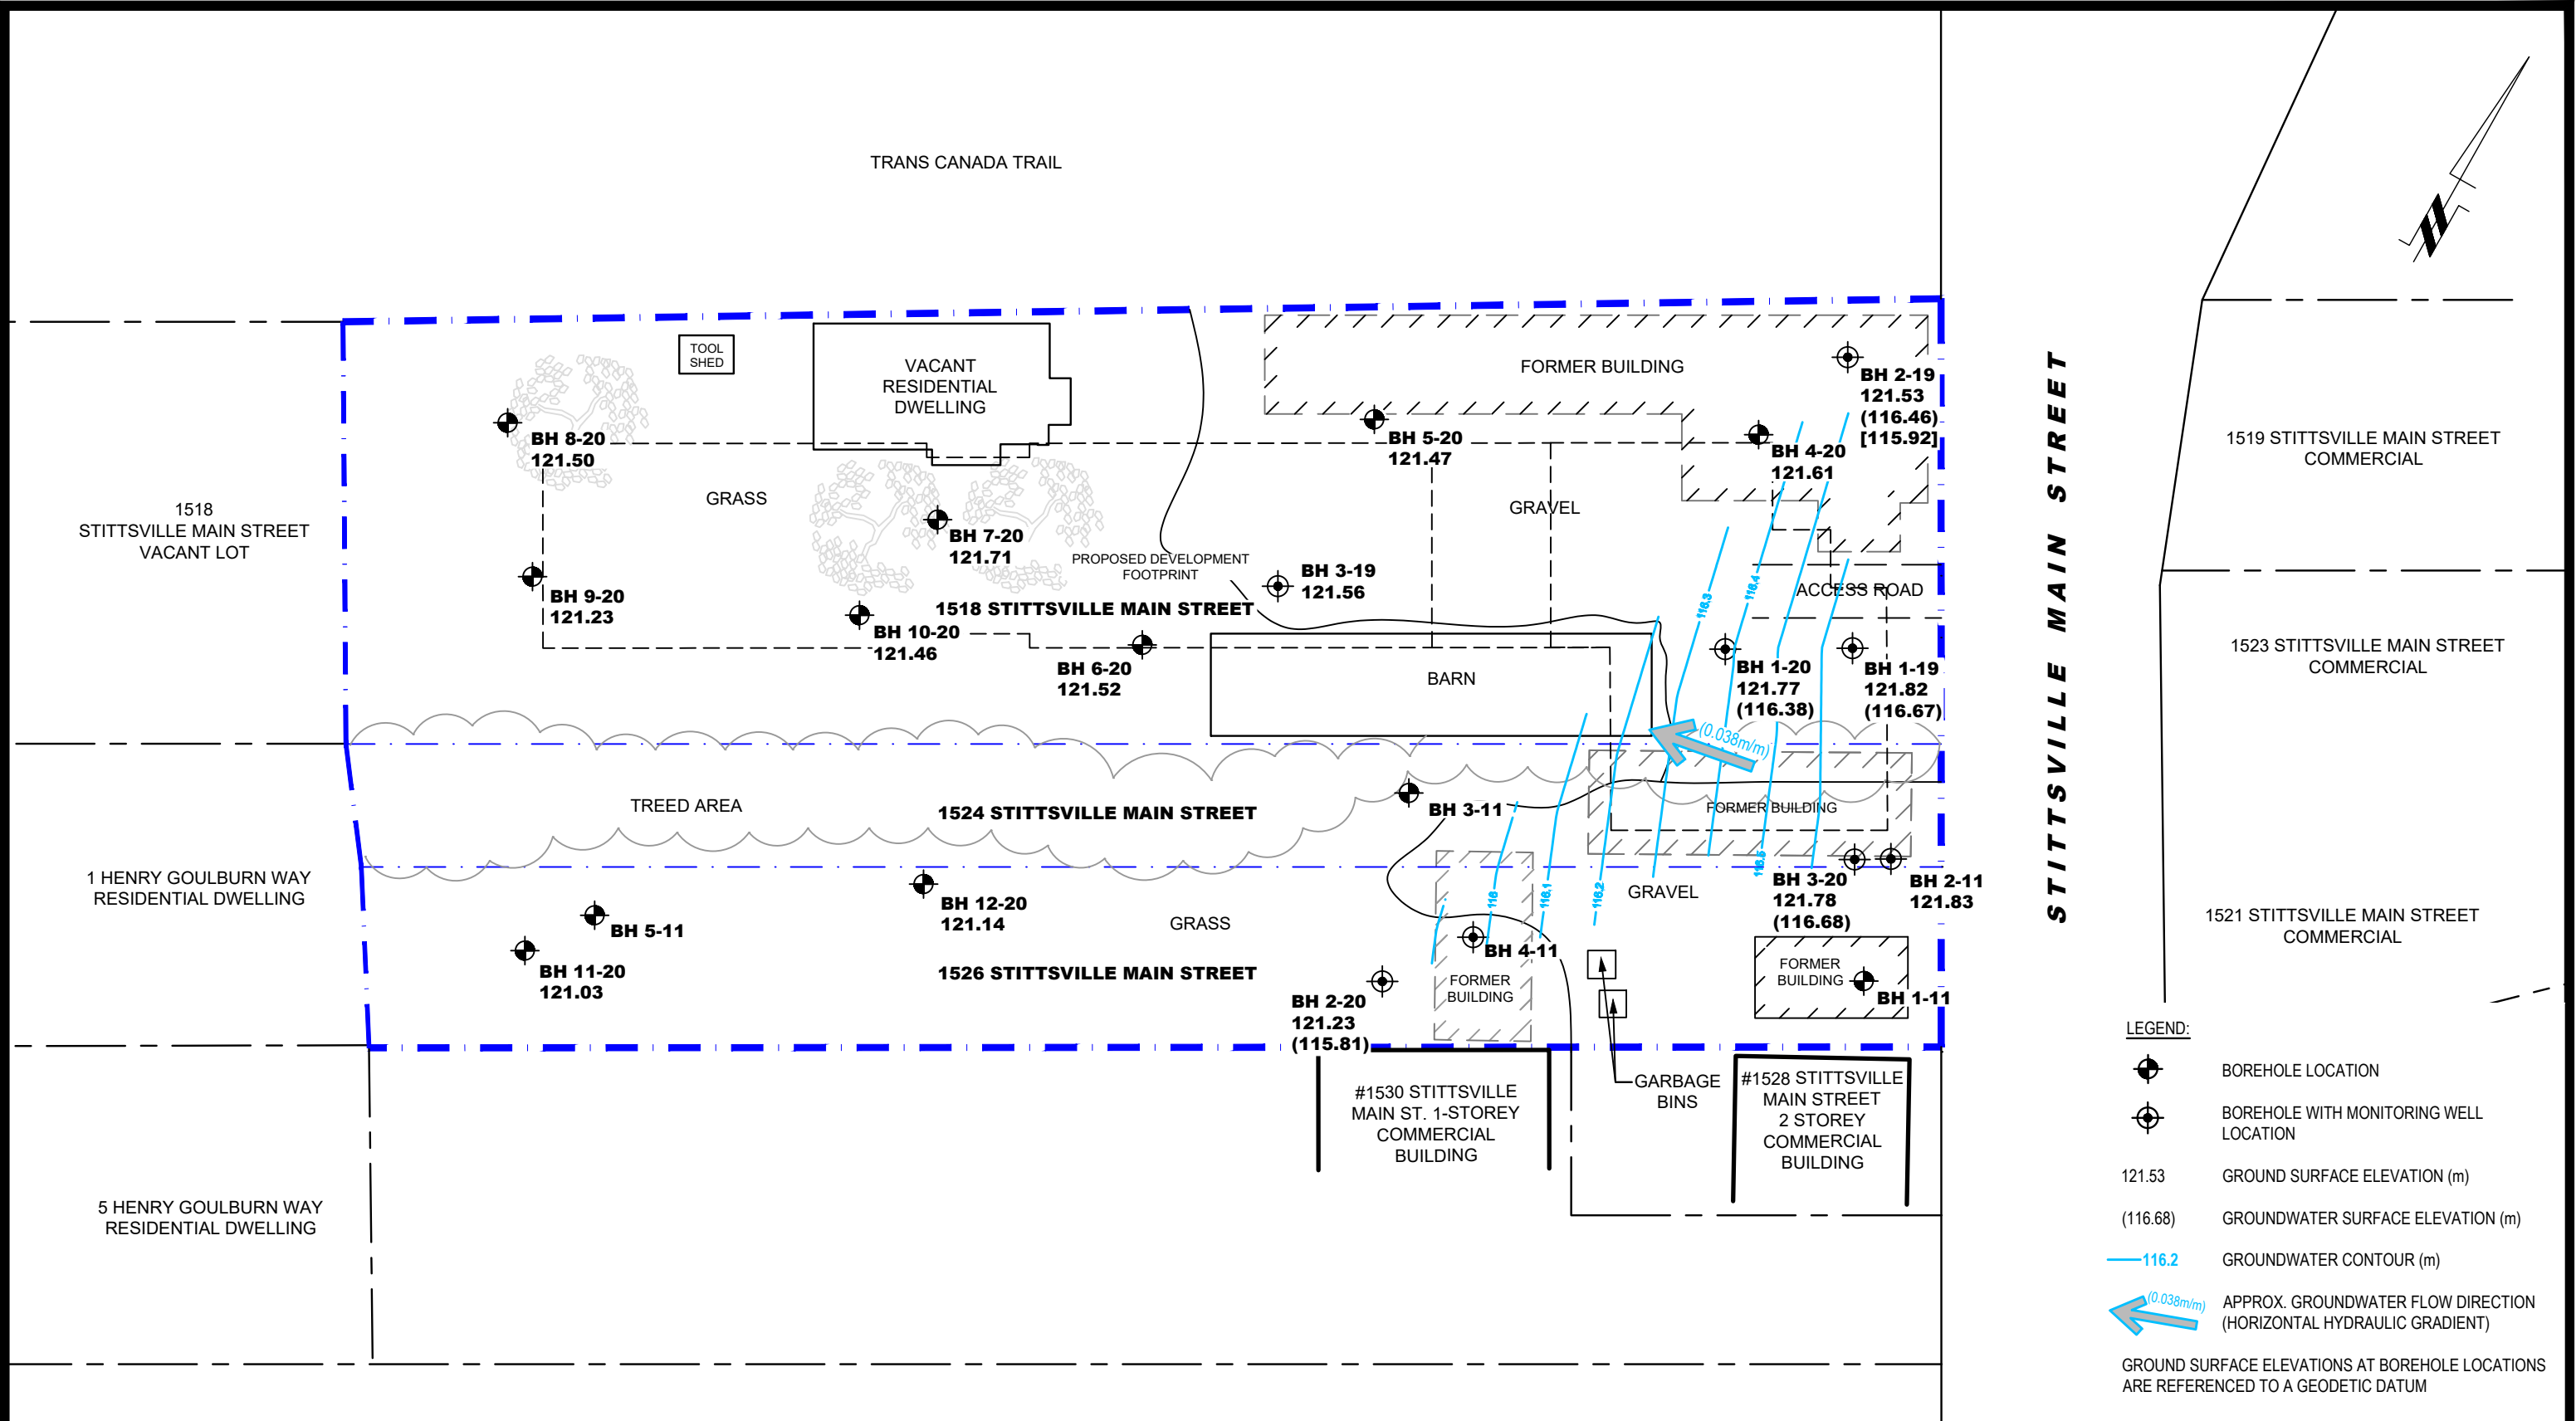 TRANS CANADA TRAIL
TOOL
SHED
VACANT
RESIDENTIAL
DWELLING
FORMER BUILDING
BH 2-19
121.53
(116.46)
[115.92]
BH 8-20
121.50
BH 5-20
121.47
BH 4-20
121.61
GRASS
GRAVEL
1518
STITTSVILLE MAIN STREET
VACANT LOT
BH 7-20
121.71
PROPOSED DEVELOPMENT
FOOTPRINT
BH 3-19
121.56
BH 9-20
121.23
1518 STITTSVILLE MAIN STREET
116.3
116.4
ACCESS ROAD
BH 10-20
121.46
BH 6-20
121.52
BARN
BH 1-20
121.77
(116.38)
BH 1-19
121.82
(116.67)
(0.038m/m)
TREED AREA
1524 STITTSVILLE MAIN STREET
BH 3-11
FORMER BUILDING
1 HENRY GOULBURN WAY
RESIDENTIAL DWELLING
BH 5-11
BH 12-20
121.14
GRASS
116
116.1
116.2
GRAVEL
116.5
BH 3-20
121.78
(116.68)
BH 2-11
121.83
BH 11-20
121.03
1526 STITTSVILLE MAIN STREET
BH 4-11
BH 2-20
121.23
(115.81)
FORMER
BUILDING
FORMER
BUILDING
BH 1-11
#1530 STITTSVILLE
MAIN ST. 1-STOREY
COMMERCIAL
BUILDING
GARBAGE
BINS
#1528 STITTSVILLE
MAIN STREET
2 STOREY
COMMERCIAL
BUILDING
5 HENRY GOULBURN WAY
RESIDENTIAL DWELLING
STITTSVILLE MAIN STREET
1519 STITTSVILLE MAIN STREET
COMMERCIAL
1523 STITTSVILLE MAIN STREET
COMMERCIAL
1521 STITTSVILLE MAIN STREET
COMMERCIAL
LEGEND:
BOREHOLE LOCATION
BOREHOLE WITH MONITORING WELL
LOCATION
121.53 GROUND SURFACE ELEVATION (m)
(116.68) GROUNDWATER SURFACE ELEVATION (m)
116.2 GROUNDWATER CONTOUR (m)
(0.038m/m) APPROX. GROUNDWATER FLOW DIRECTION
(HORIZONTAL HYDRAULIC GRADIENT)
GROUND SURFACE ELEVATIONS AT BOREHOLE LOCATIONS
ARE REFERENCED TO A GEODETIC DATUM